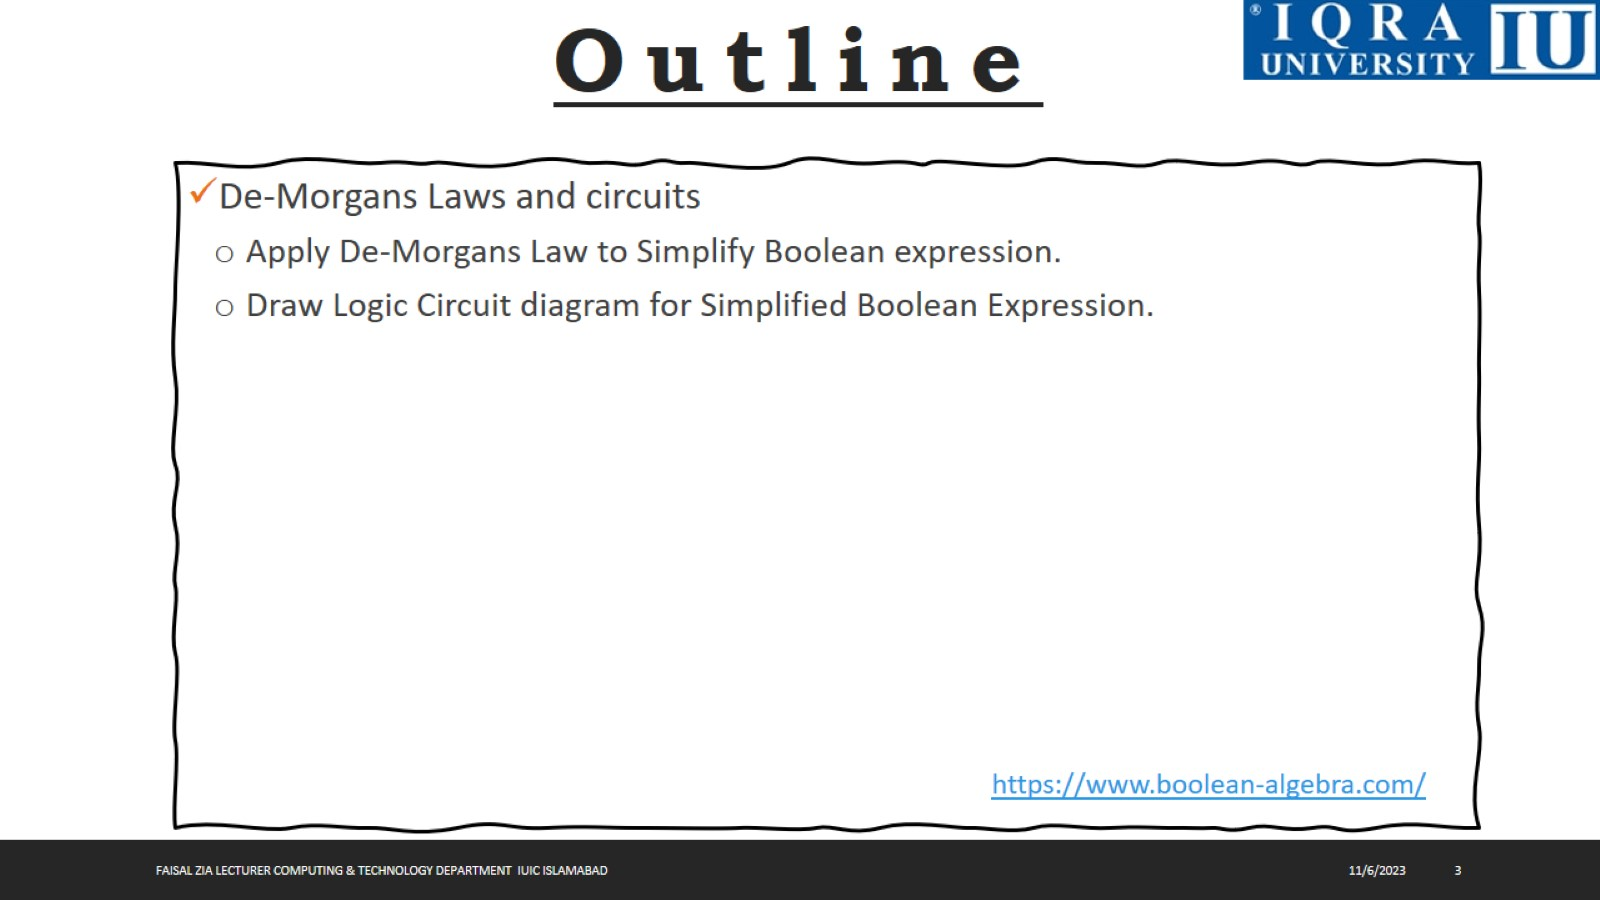 Outline
® IQRA
UNIVERSITY IU
✓De-Morgans Laws and circuits
o Apply De-Morgans Law to Simplify Boolean expression.
o Draw Logic Circuit diagram for Simplified Boolean Expression.
https://www.boolean-algebra.com/
FAISAL ZIA LECTURER COMPUTING & TECHNOLOGY DEPARTMENT IUIC ISLAMABAD 11/6/2023 3